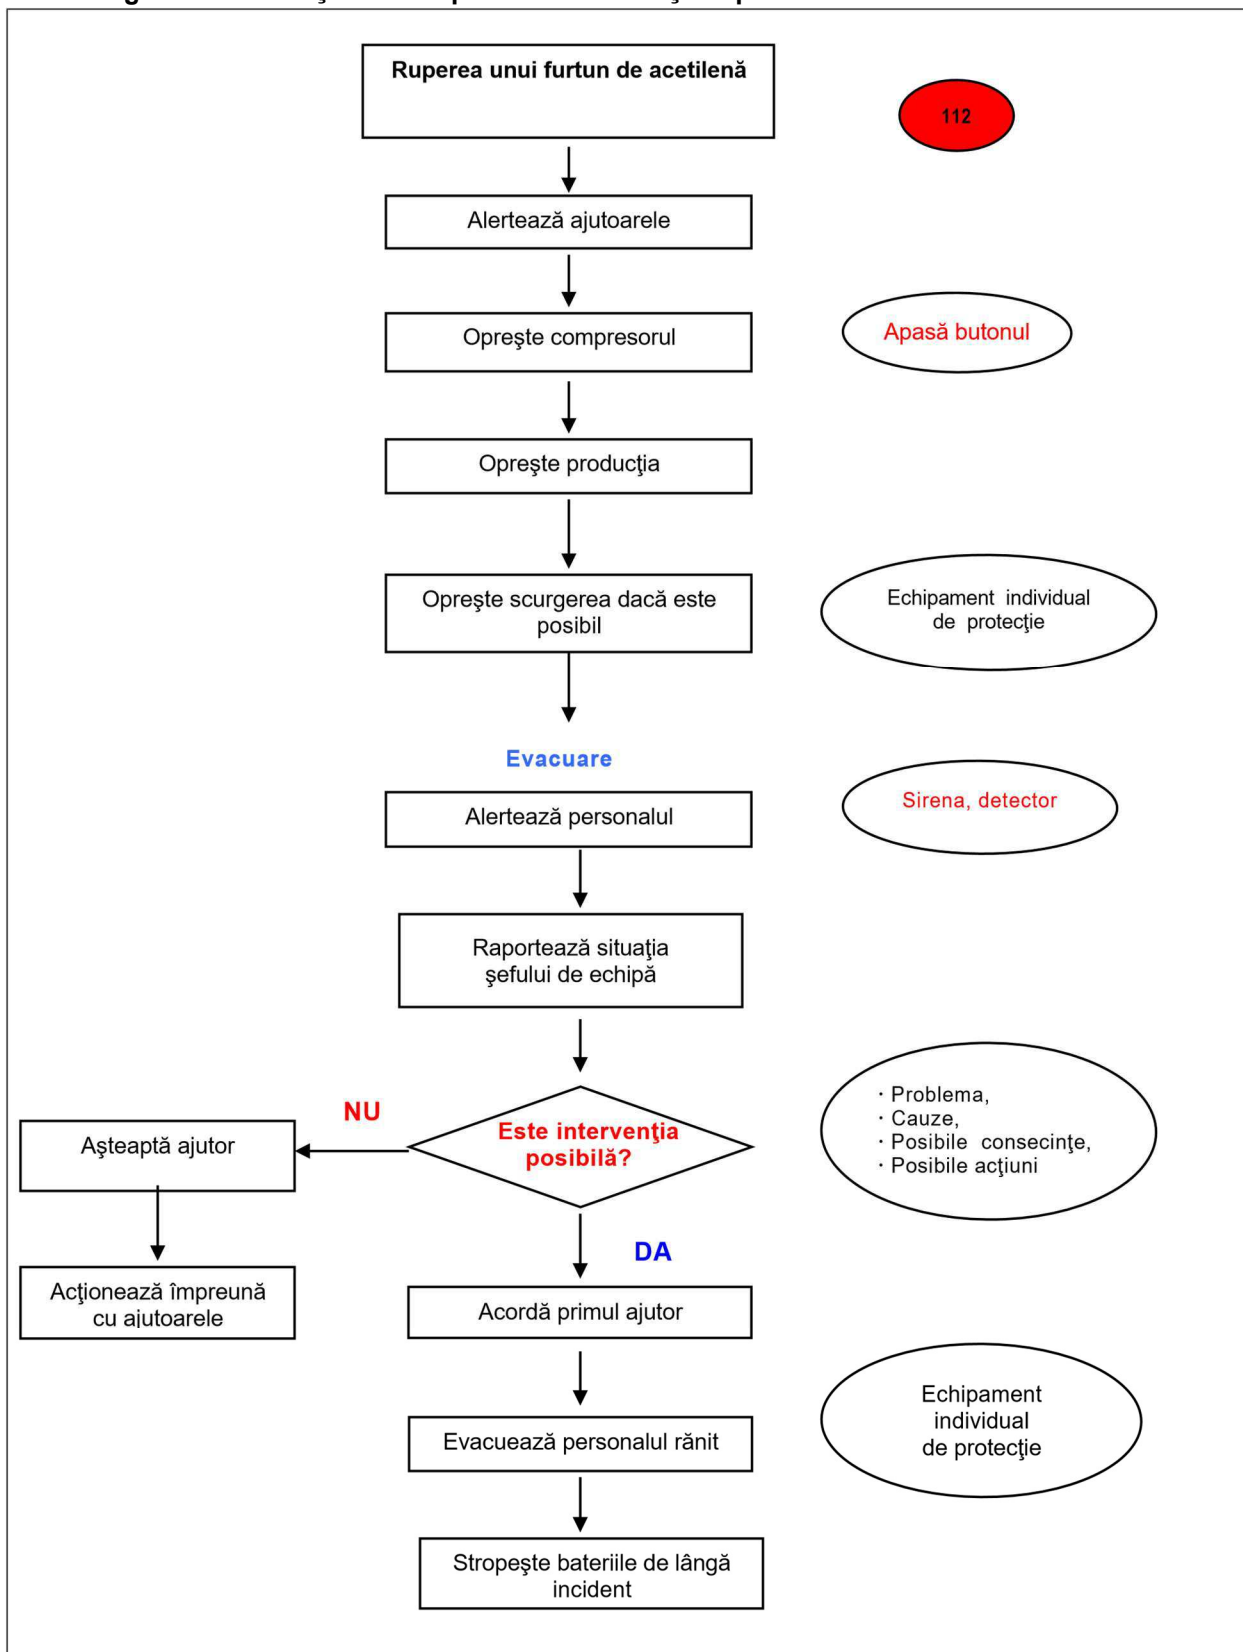 Ruperea unui furtun de acetilenă
112
Alertează ajutoarele
Opreşte compresorul
Apasă butonul
Opreşte producţia
Opreşte scurgerea dacă este
posibil
Echipament individual
de protecţie
Evacuare
Alertează personalul
Sirena, detector
Raportează situaţia
şefului de echipă
Este intervenţia
posibilă?
NU
Aşteaptă ajutor
· Problema,
· Cauze,
· Posibile consecinţe,
· Posibile acţiuni
DA
Acţionează împreună
cu ajutoarele
Acordă primul ajutor
Evacuează personalul rănit
Echipament
individual
de protecţie
Stropeşte bateriile de lângă
incident